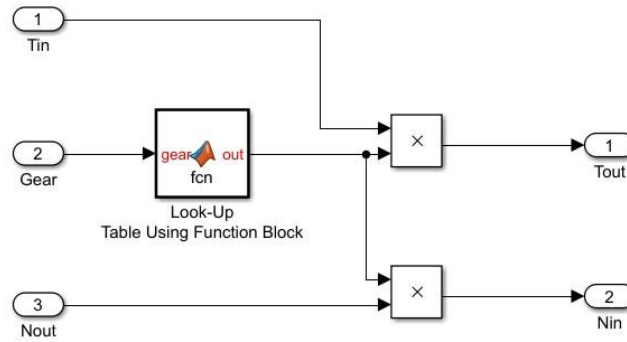 1
Tin
2
Gear
gear out
fcn
Look-Up
Table Using Function Block
3
Nout
×
1
Tout
×
2
Nin